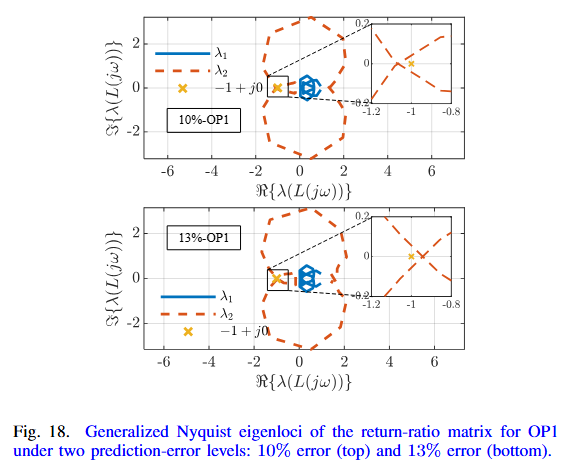 2
0
-2
ℑ{λ(L(jω))}
λ₁
λ₂
−1 + j0
10%-OP1
0.2
0
-0.2
-1.2 -1 -0.8
-6 -4 -2 0 2 4 6
ℜ{λ(L(jω))}
2
0
-2
ℑ{λ(L(jω))}
13%-OP1
λ₁
λ₂
−1 + j0
0.2
0
-0.2
-1.2 -1 -0.8
-6 -4 -2 0 2 4 6
ℜ{λ(L(jω))}
Fig. 18. Generalized Nyquist eigenloci of the return-ratio matrix for OP1
under two prediction-error levels: 10% error (top) and 13% error (bottom).